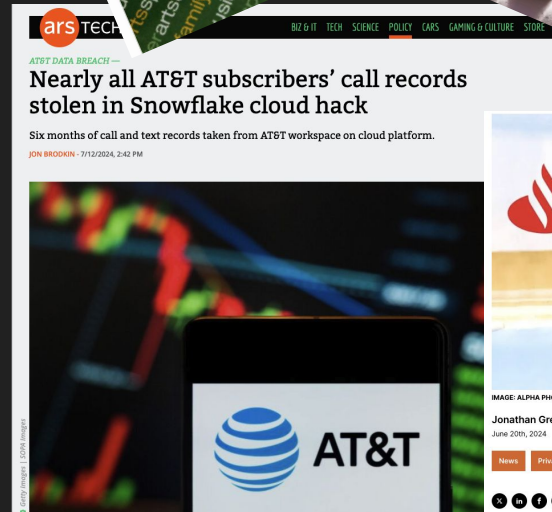 ars TECH
BIZ & IT TECH SCIENCE POLICY CARS GAMING & CULTURE STORE
AT&T DATA BREACH —
Nearly all AT&T subscribers’ call records
stolen in Snowflake cloud hack
Six months of call and text records taken from AT&T workspace on cloud platform.
JON BRODKIN - 7/12/2024, 2:42 PM
AT&T
Getty Images | SOPA Images
IMAGE: ALPHA PHO
Jonathan Gre
June 20th, 2024
News Priv
X in f